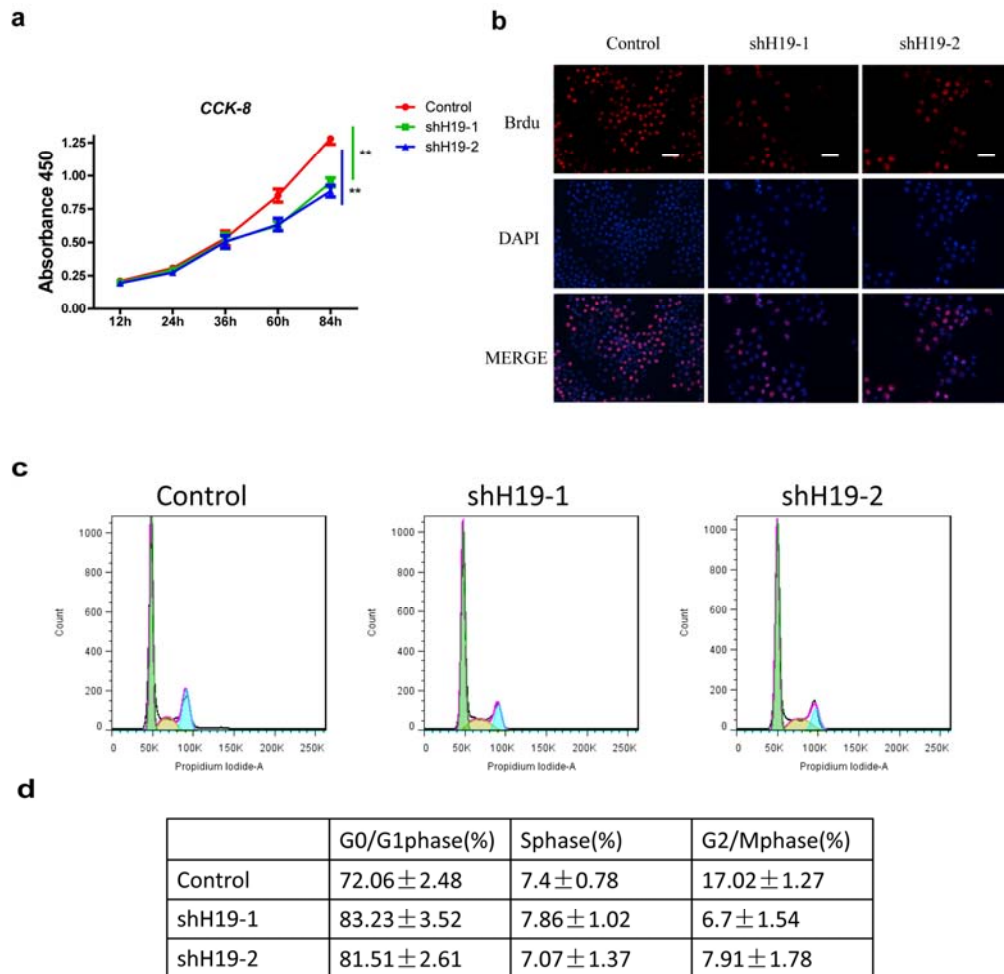 a
CCK-8
Control
shH19-1
shH19-2
Absorbance 450
1.25
1.00
0.75
0.50
0.25
0.00
12h 24h 36h 60h 84h
**
**
b
Control shH19-1 shH19-2
Brdu
DAPI
MERGE
c
Control shH19-1 shH19-2
Count
1000
800
600
400
200
0
0 50K 100K 150K 200K 250K
Propidium Iodide-A
Count
1000
800
600
400
200
0
0 50K 100K 150K 200K 250K
Propidium Iodide-A
Count
1000
800
600
400
200
0
0 50K 100K 150K 200K 250K
Propidium Iodide-A
d
G0/G1phase(%) Sphase(%) G2/Mphase(%)
Control 72.06±2.48 7.4±0.78 17.02±1.27
shH19-1 83.23±3.52 7.86±1.02 6.7±1.54
shH19-2 81.51±2.61 7.07±1.37 7.91±1.78